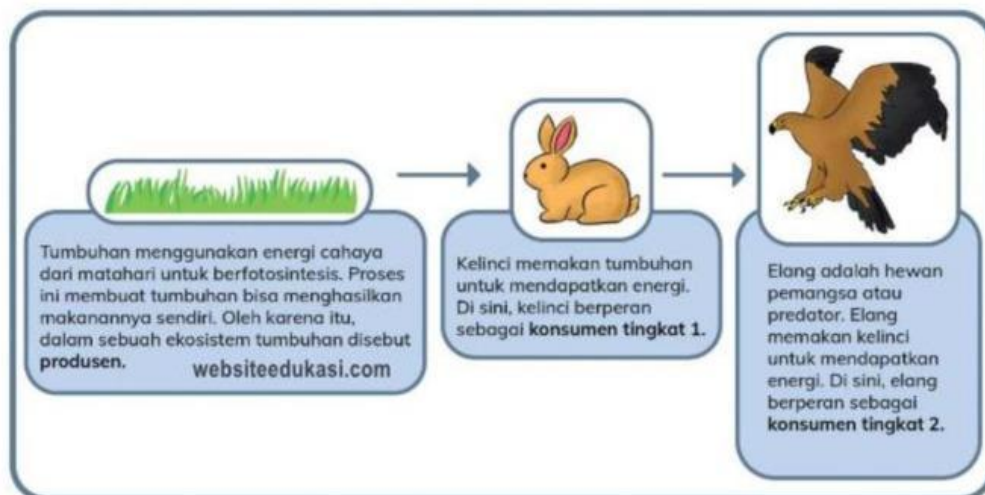 Tumbuhan menggunakan energi cahaya
dari matahari untuk berfotosintesis. Proses
ini membuat tumbuhan bisa menghasilkan
makanannya sendiri. Oleh karena itu,
dalam sebuah ekosistem tumbuhan disebut
produsen.
websiteedukasi.com
Kelinci memakan tumbuhan
untuk mendapatkan energi.
Di sini, kelinci berperan
sebagai konsumen tingkat 1.
Elang adalah hewan
pemangsa atau
predator. Elang
memakan kelinci
untuk mendapatkan
energi. Di sini, elang
berperan sebagai
konsumen tingkat 2.